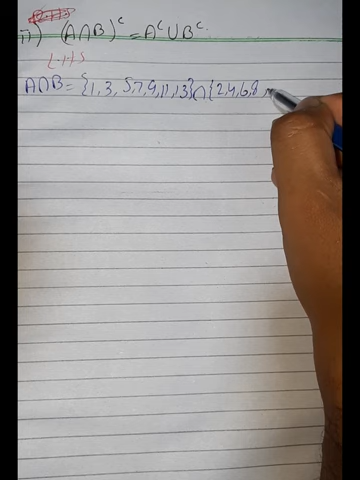 ii) (A∩B)ᶜ = Aᶜ ∪ Bᶜ.
L.H.S
A∩B = {1, 3, 5, 7, 9, 11, 13} ∩ {2, 4, 6, 8